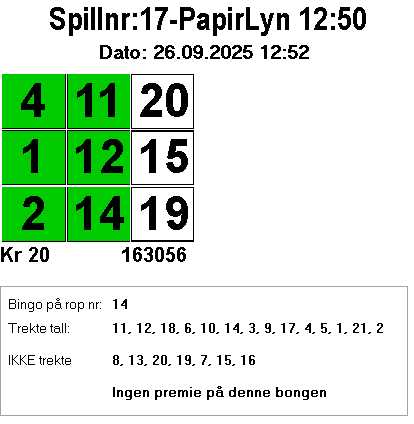 Spillnr:17-PapirLyn 12:50
Dato: 26.09.2025 12:52
4 11 20
1 12 15
2 14 19
Kr 20 163056
Bingo på rop nr: 14
Trekte tall: 11, 12, 18, 6, 10, 14, 3, 9, 17, 4, 5, 1, 21, 2
IKKE trekte 8, 13, 20, 19, 7, 15, 16
Ingen premie på denne bongen